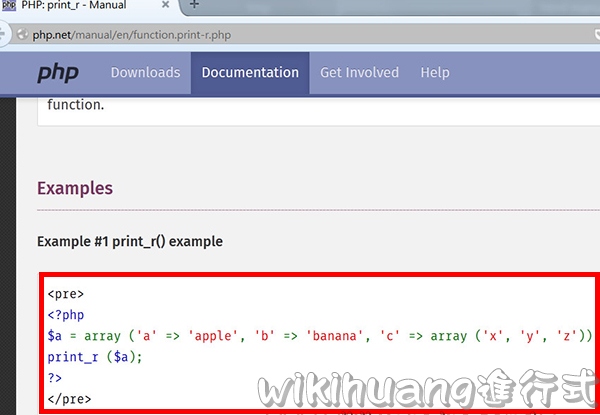 php PHP: print_r - Manual
php.net/manual/en/function.print-r.php
php Downloads Documentation Get Involved Help
function.
Examples
Example #1 print_r() example
<pre>
<?php
$a = array ('a' => 'apple', 'b' => 'banana', 'c' => array ('x', 'y', 'z'))
print_r ($a);
?>
</pre>
wikihuang進行式